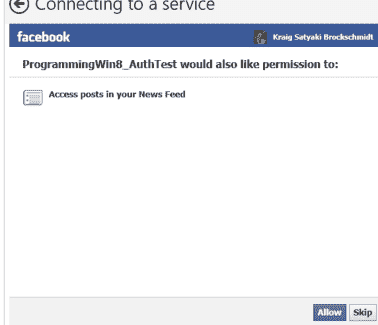 Connecting to a service
facebook Kraig Satyaki Brockschmidt
ProgrammingWin8_AuthTest would also like permission to:
Access posts in your News Feed
Allow Skip